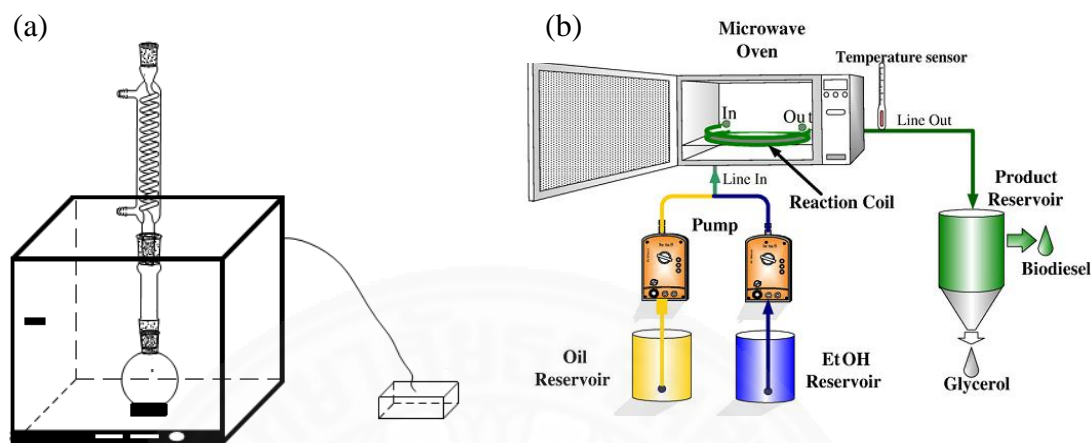 (a)
(b)
Microwave
Oven
Temperature sensor
In
Out
Line Out
Line In
Reaction Coil
Product
Reservoir
Pump
Biodiesel
Oil
Reservoir
EtOH
Reservoir
Glycerol